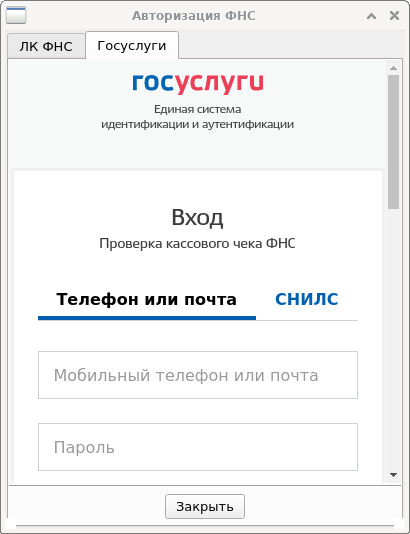 Авторизация ФНС
ЛК ФНС
Госуслуги
госуслуги
Единая система
идентификации и аутентификации
Вход
Проверка кассового чека ФНС
Телефон или почта
СНИЛС
Мобильный телефон или почта
Пароль
Закрыть